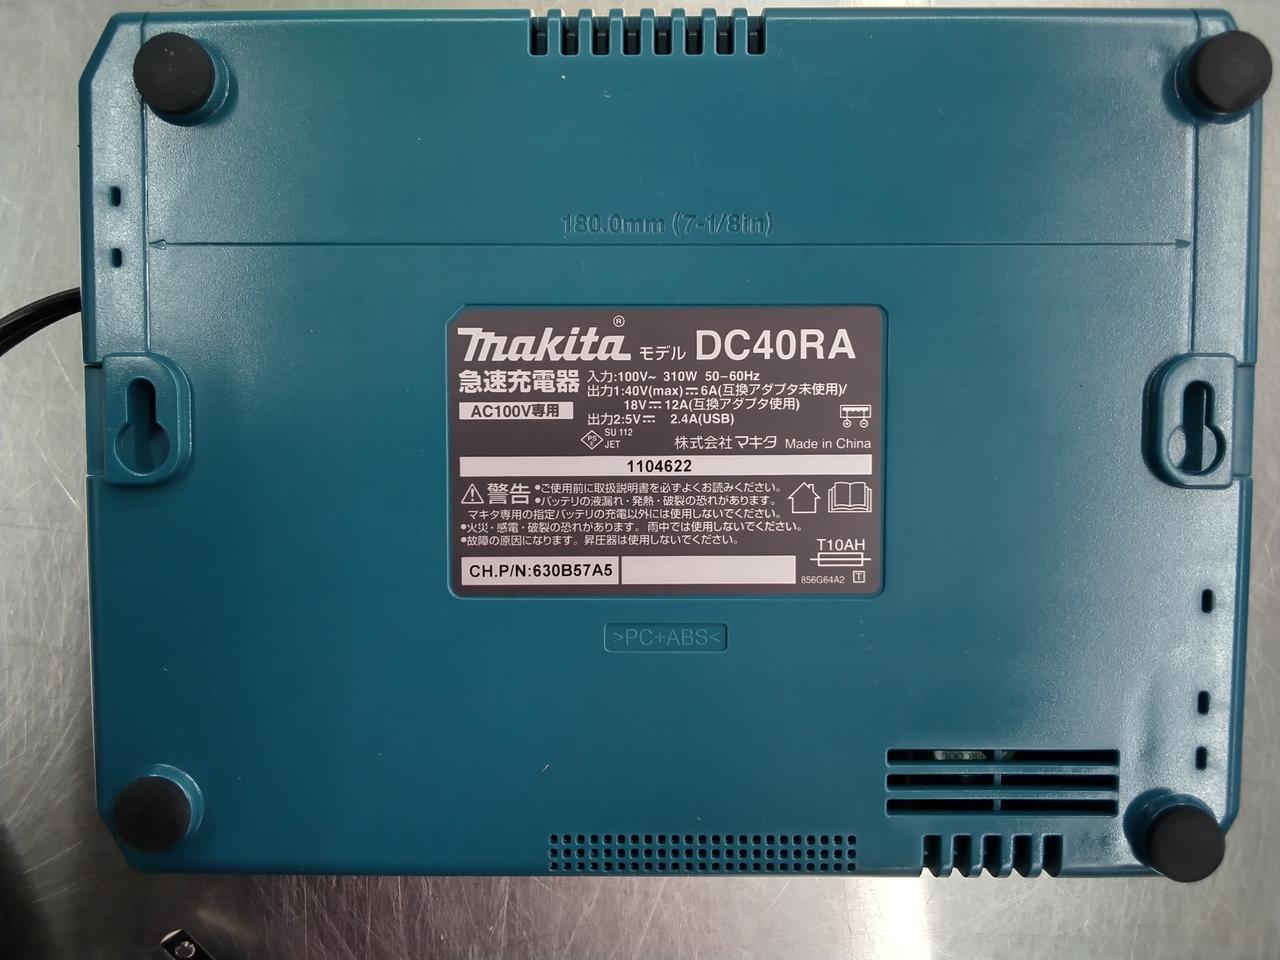 180.0mm (7-1/8in)
makita® モデル DC40RA
急速充電器 入力:100V~ 310W 50-60Hz
出力1:40V(max)⎓6A(互換アダプタ未使用)/
AC100V専用 18V⎓12A(互換アダプタ使用)
出力2:5V⎓ 2.4A(USB)
PS E SU 112
JET 株式会社マキタ Made in China
1104622
⚠警告 •ご使用前に取扱説明書を必ずよくお読みください。
•バッテリの液漏れ・発熱・破裂の恐れがあります。
マキタ専用の指定バッテリの充電以外には使用しないでください。
•火災・感電・破裂の恐れがあります。雨中では使用しないでください。
•故障の原因になります。昇圧器は使用しないでください。
T10AH
CH.P/N:630B57A5
856G64A2 T
>PC+ABS<